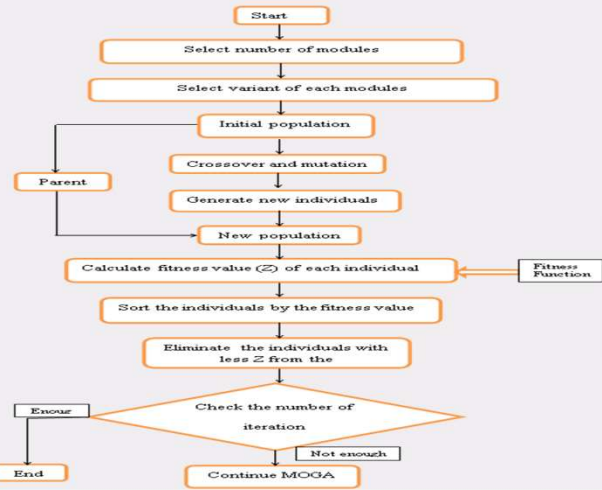 Start
Select number of modules
Select variant of each modules
Initial population
Crossover and mutation
Parent
Generate new individuals
New population
Calculate fitness value (Z) of each individual
Fitness
Function
Sort the individuals by the fitness value
Eliminate the individuals with
less Z from the
Check the number of
iteration
Enour
Not enough
End
Continue MOGA